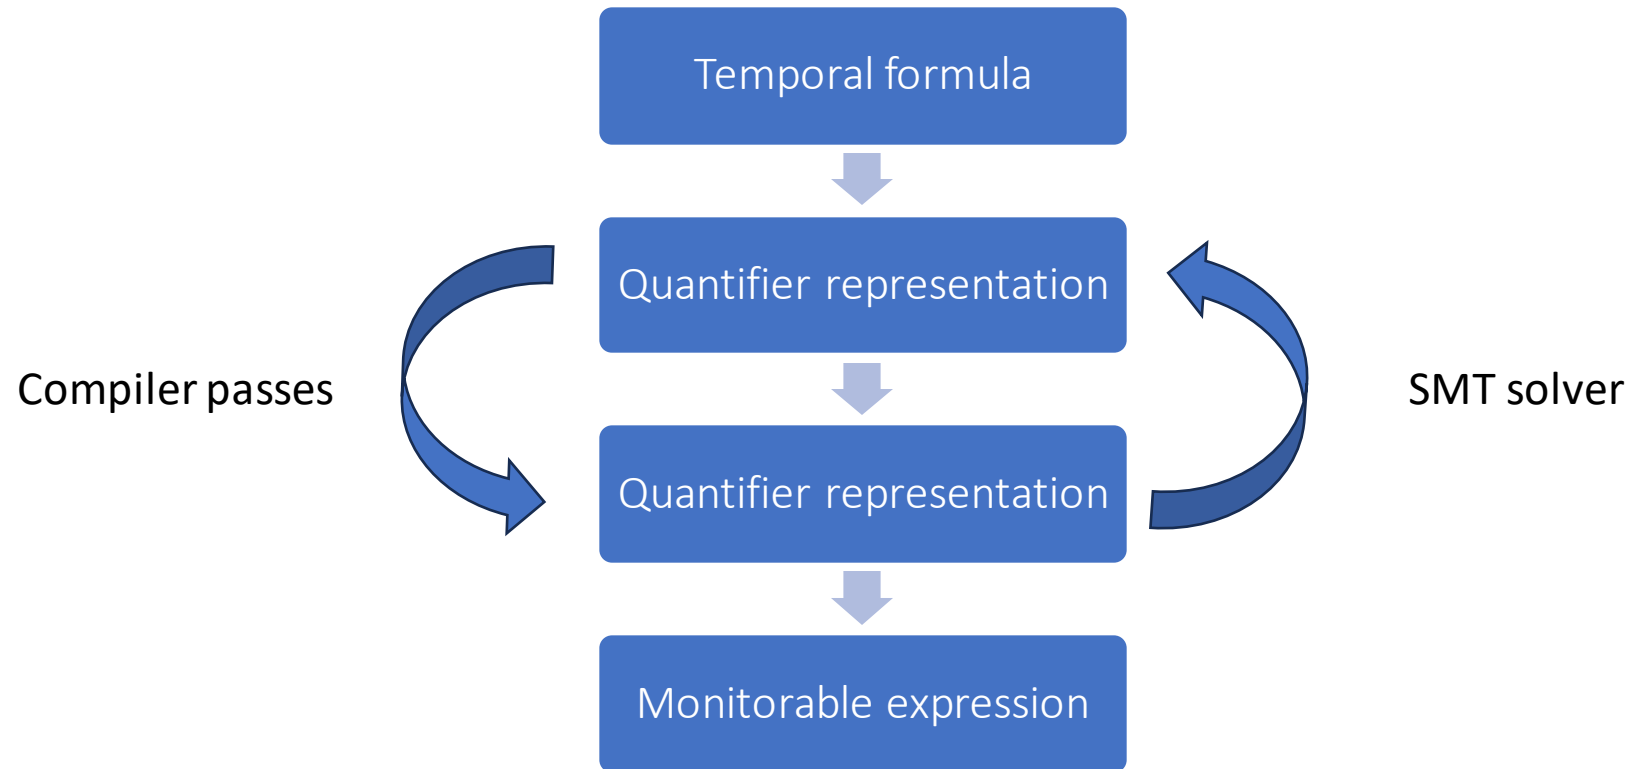 Temporal formula
Quantifier representation
Compiler passes
SMT solver
Quantifier representation
Monitorable expression